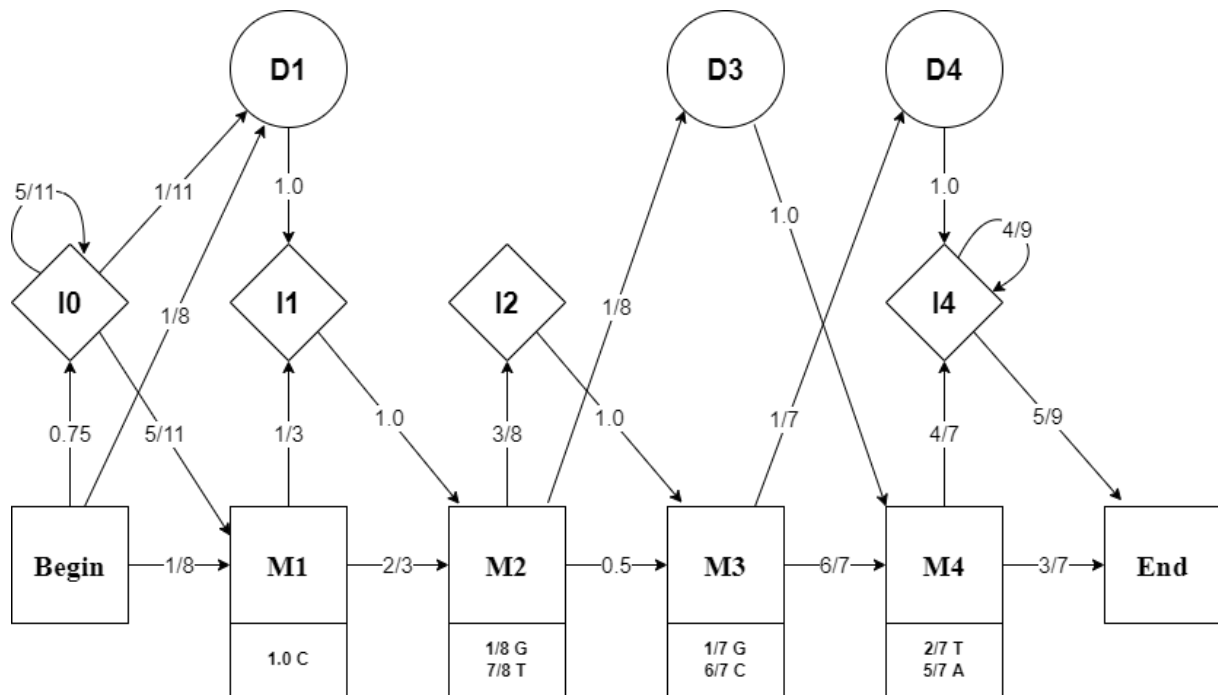 D1
D3
D4
5/11
1/11
1.0
1.0
1.0
4/9
I0
I1
I2
I4
1/8
1/8
0.75
5/11
1/3
1.0
3/8
1.0
1/7
4/7
5/9
Begin
1/8
M1
2/3
M2
0.5
M3
6/7
M4
3/7
End
1.0 C
1/8 G
7/8 T
1/7 G
6/7 C
2/7 T
5/7 A